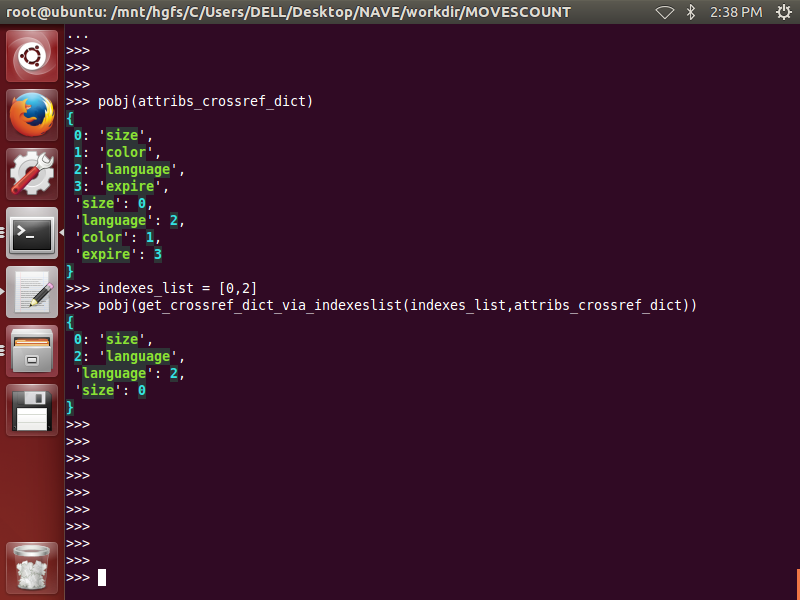 root@ubuntu: /mnt/hgfs/C/Users/DELL/Desktop/NAVE/workdir/MOVESCOUNT 2:38 PM
...
>>>
>>>
>>>
>>> pobj(attribs_crossref_dict)
{
 0: 'size',
 1: 'color',
 2: 'language',
 3: 'expire',
 'size': 0,
 'language': 2,
 'color': 1,
 'expire': 3
}
>>> indexes_list = [0,2]
>>> pobj(get_crossref_dict_via_indexeslist(indexes_list,attribs_crossref_dict))
{
 0: 'size',
 2: 'language',
 'language': 2,
 'size': 0
}
>>>
>>>
>>>
>>>
>>>
>>>
>>>
>>>
>>>
>>>